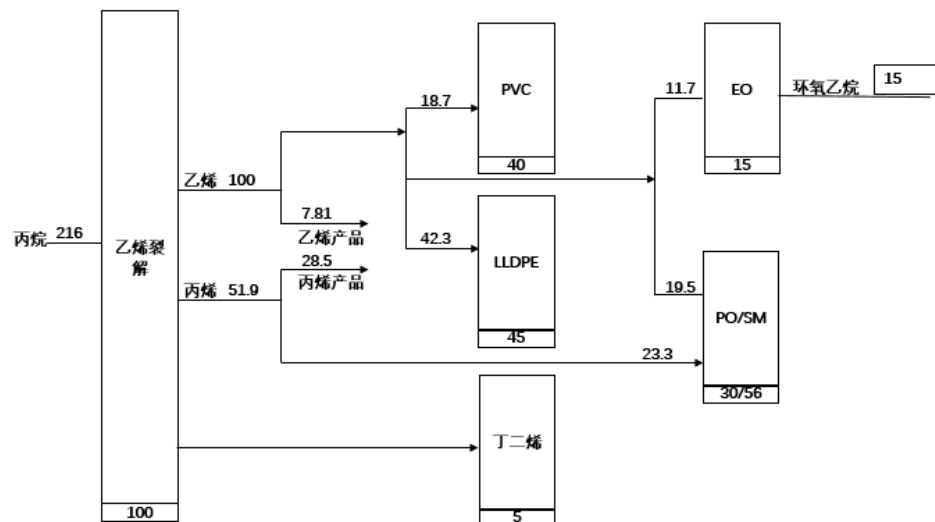 15
PVC
EO
环氧乙烷
18.7
11.7
40
15
乙烯 100
7.81
乙烯产品
丙烷 216
乙烯裂
解
42.3
LLDPE
28.5
丙烯产品
丙烯 51.9
19.5
PO/SM
45
23.3
30/56
丁二烯
100
5